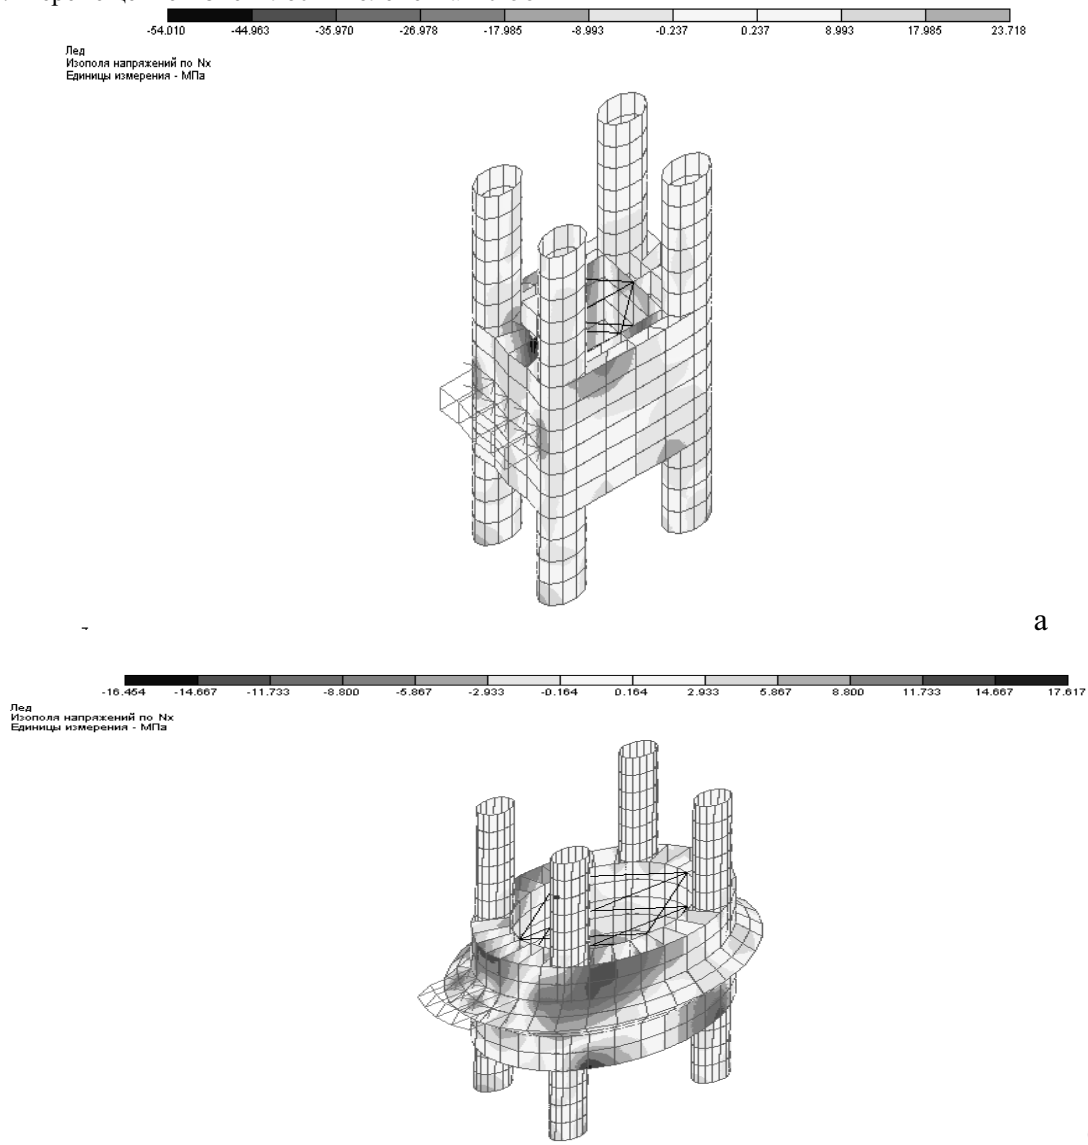 -54.010 -44.963 -35.970 -26.978 -17.985 -8.993 -0.237 0.237 8.993 17.985 23.718
Лед
Изополя напряжений по Nx
Единицы измерения - МПа
z
а
-16.454 -14.667 -11.733 -8.800 -5.867 -2.933 -0.164 0.164 2.933 5.867 8.800 11.733 14.667 17.617
Лед
Изополя напряжений по Nx
Единицы измерения - МПа